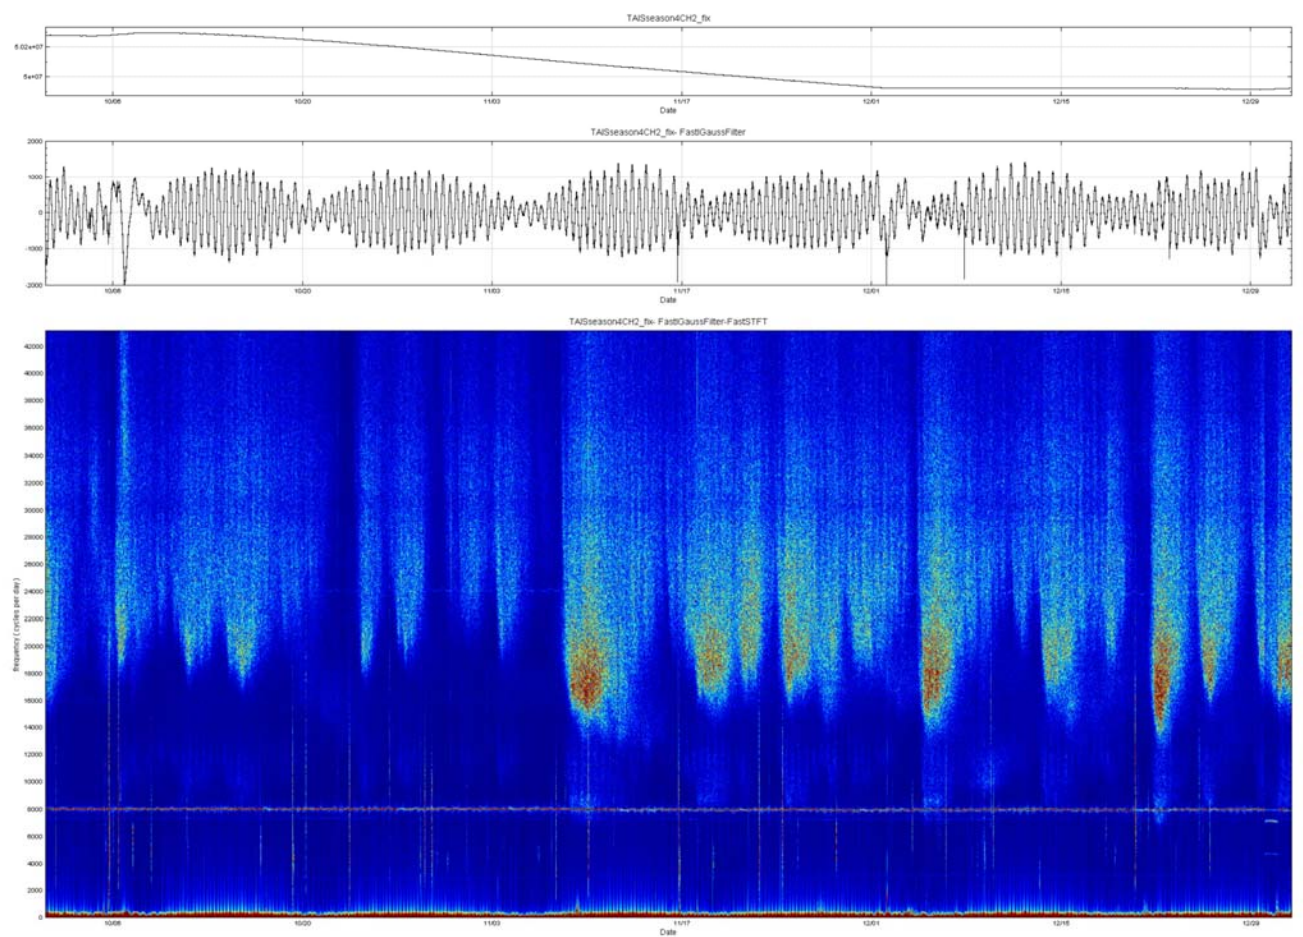 TAISseason4CH2_fix
5.02e+07
5e+07
10/06 10/20 11/03 11/17 12/01 12/15 12/29
Date
TAISseason4CH2_fix- FastIGaussFilter
2000
1000
0
-1000
-2000
10/06 10/20 11/03 11/17 12/01 12/15 12/29
Date
TAISseason4CH2_fix- FastIGaussFilter-FastSTFT
frequency ( cycles per day )
42000
40000
38000
36000
34000
32000
30000
28000
26000
24000
22000
20000
18000
16000
14000
12000
10000
8000
6000
4000
2000
0
10/06 10/20 11/03 11/17 12/01 12/15 12/29
Date